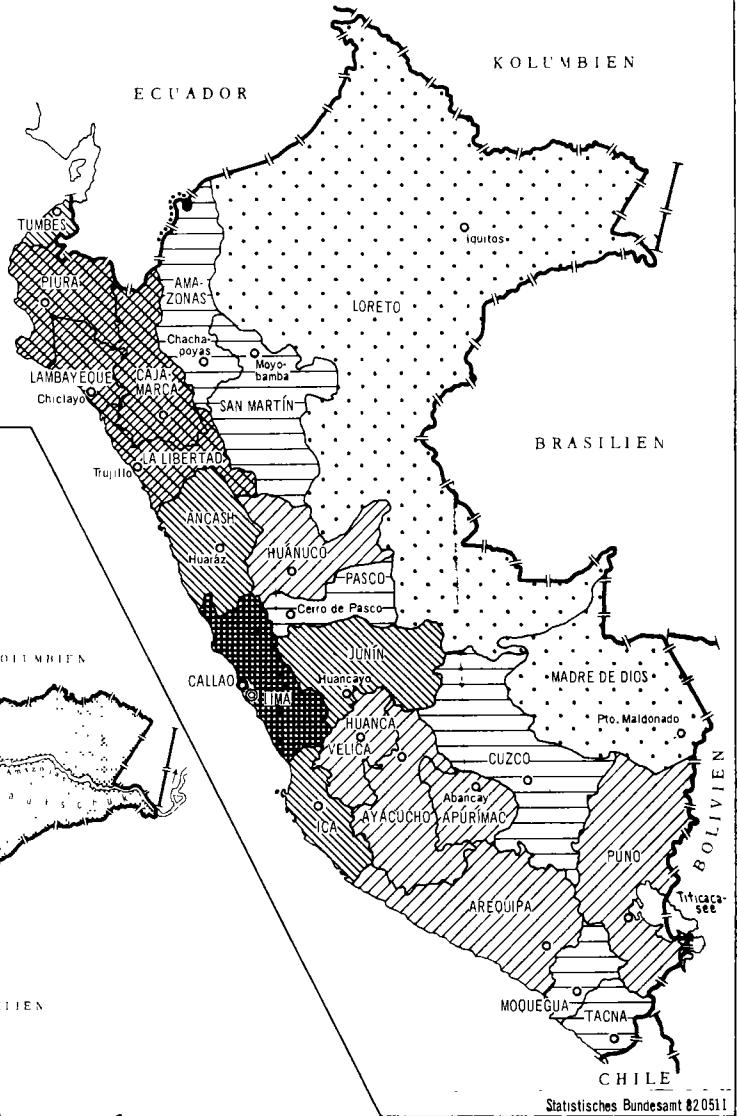 KOLUMBIEN
ECUADOR
TUMBES
Iquitos
PIURA
AMA-
ZONAS
LORETO
Chacha-
poyas
Moyo-
bamba
LAMBAYEQUE
CAJA-
MARCA
Chiclayo
SAN MARTÍN
BRASILIEN
LA LIBERTAD
Trujillo
ANCASH
Huaráz
HUÁNUCO
PASCO
Cerro de Pasco
JUNÍN
CALLAO
LIMA
Huancayo
MADRE DE DIOS
Pto. Maldonado
HUANCA
VELICA
CUZCO
ICA
AYACUCHO
Abancay
APURÍMAC
BOLIVIEN
PUNO
Titicaca-
see
AREQUIPA
MOQUEGUA
TACNA
CHILE
Statistisches Bundesamt 82 0511